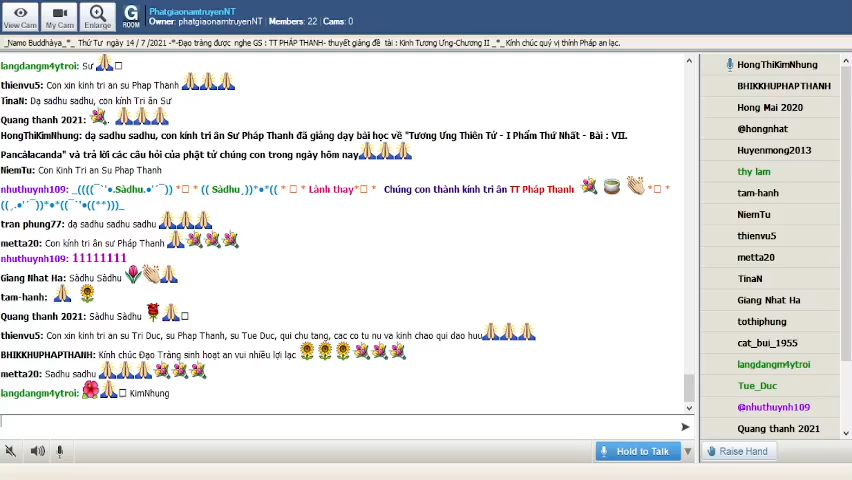 View Cam
My Cam
Enlarge
G
ROOM
PhatgiaonamtruyenNT
Owner: phatgiaonamtruyenNT | Members: 22 | Cams: 0
_Namo Buddhàya_*_ Thứ Tư ngày 14 / 7 /2021 -*-Đạo tràng được nghe GS : TT PHÁP THANH- thuyết giảng đề tài : Kinh Tương Ưng-Chương II _*_ Kính chúc quý vị thính Pháp an lạc.
langdangm4ytroi: Sư
thienvu5: Con xin kinh tri an su Phap Thanh
TinaN: Dạ sadhu sadhu, con kính Tri ân Sư
Quang thanh 2021:
HongThiKimNhung: dạ sadhu sadhu, con kính tri ân Sư Pháp Thanh đã giảng dạy bài học về "Tương Ưng Thiên Tử - I Phẩm Thứ Nhất - Bài : VII.
Pancàlacanda" và trả lời các câu hỏi của phật tử chúng con trong ngày hôm nay
NiemTu: Con Kinh Tri an Su Phap Thanh
nhuthuynh109: _((((¯`'•.Sàdhu.•'´¯)) *□ * (( Sàdhu¸))*•*(( * □ * Lành thay*□ * Chúng con thành kính tri ân TT Pháp Thanh *□ *
((¸.•'´¯`)*•*((¯`'•((**)))_
tran phung77: dạ sadhu sadhu sadhu
metta20: Con kính tri ân sư Pháp Thanh
nhuthuynh109: 11111111
Giang Nhat Ha: Sàdhu Sàdhu
tam-hanh:
Quang thanh 2021: Sàdhu Sàdhu
thienvu5: Con xin kinh tri an su Tri Duc, su Phap Thanh, su Tue Duc, qui chu tang, cac co tu nu va kinh chao qui dao huu
BHIKKHUPHAPTHANH: Kính chúc Đạo Tràng sinh hoạt an vui nhiều lợi lạc
metta20: Sadhu sadhu
langdangm4ytroi: KimNhung
HongThiKimNhung
BHIKKHUPHAPTHANH
Hong Mai 2020
@hongnhat
Huyenmong2013
thy lam
tam-hanh
NiemTu
thienvu5
metta20
TinaN
Giang Nhat Ha
tothiphung
cat_bui_1955
langdangm4ytroi
Tue_Duc
@nhuthuynh109
Quang thanh 2021
Hold to Talk
Raise Hand